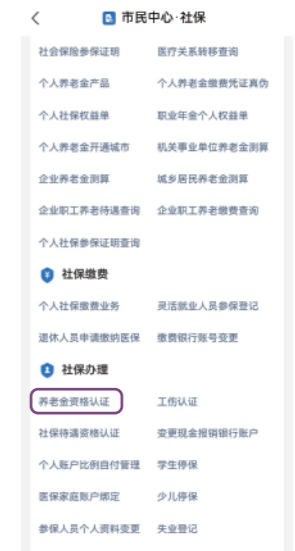 市民中心·社保
社会保险参保证明 医疗关系转移查询
个人养老金产品 个人养老金缴费凭证真伪
个人社保权益单 职业年金个人权益单
个人养老金开通城市 机关事业单位养老金测算
企业养老金测算 城乡居民养老金测算
企业职工养老待遇查询 企业职工养老缴费查询
个人社保参保证明查询
社保缴费
个人社保缴费业务 灵活就业人员参保登记
退休人员申请缴纳医保 缴费银行账号变更
社保办理
养老金资格认证 工伤认证
社保待遇资格认证 变更现金报销银行账户
个人账户比例自付管理 学生停保
医保家庭账户绑定 少儿停保
参保人员个人资料变更 失业登记